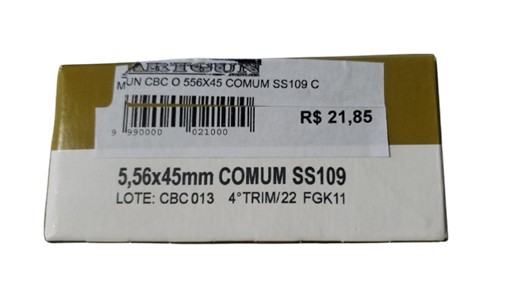 ARTGUN
MUN CBC O 556X45 COMUM SS109 C
9 990000 021000
R$ 21,85
5,56x45mm COMUM SS109
LOTE: CBC 013 4°TRIM/22 FGK11